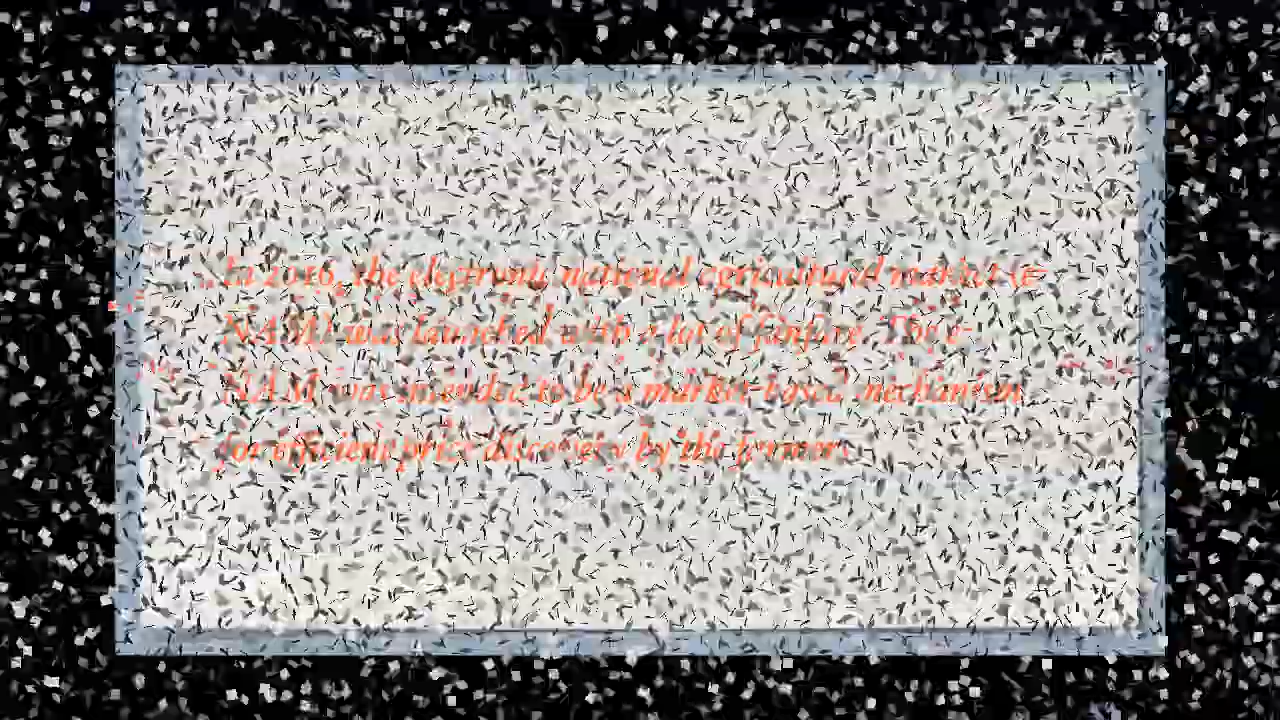 In 2016, the electronic national agricultural market (e-
NAM) was launched with a lot of fanfare. The e-
NAM was intended to be a market-based mechanism
for efficient price discovery by the farmers.